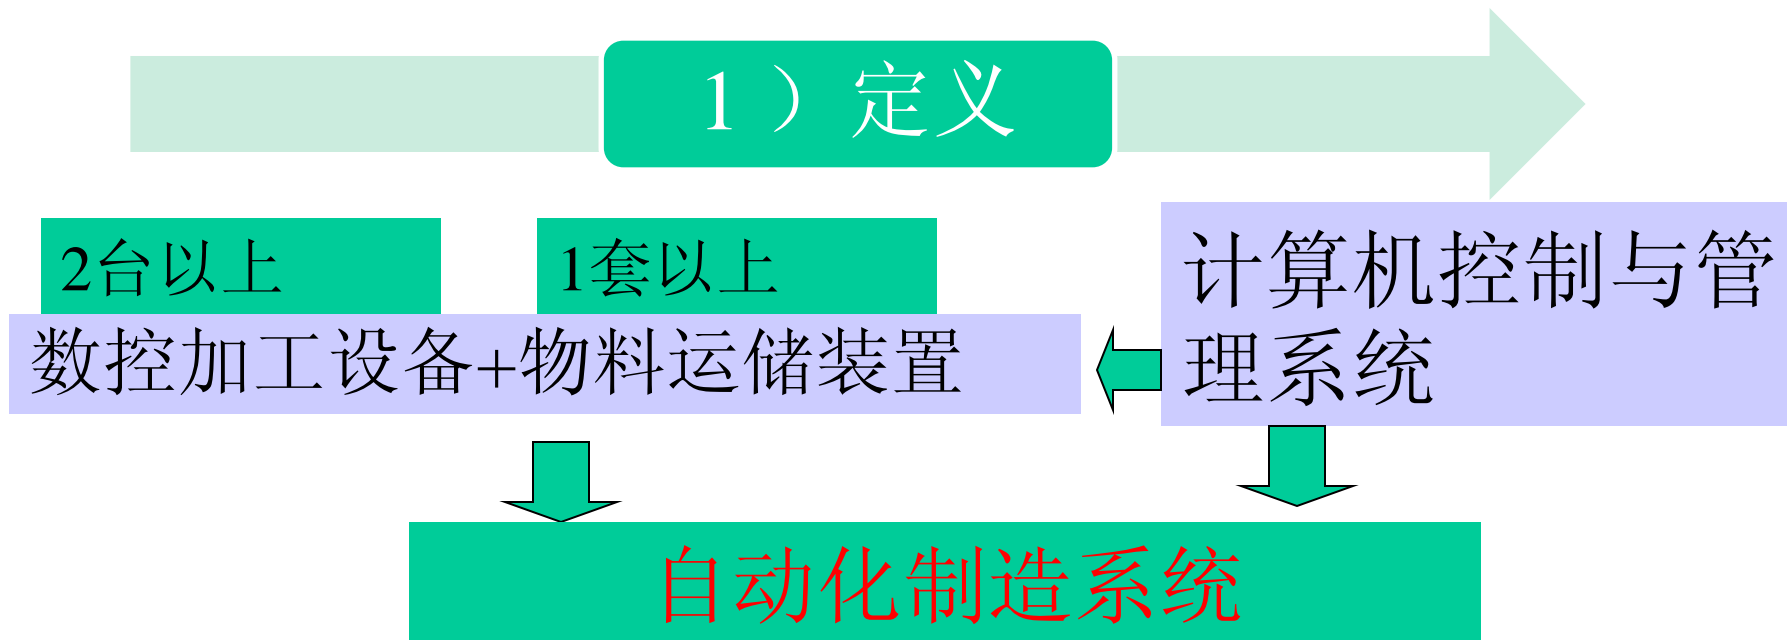 1）定义
2台以上
1套以上
数控加工设备+物料运储装置
计算机控制与管
理系统
自动化制造系统